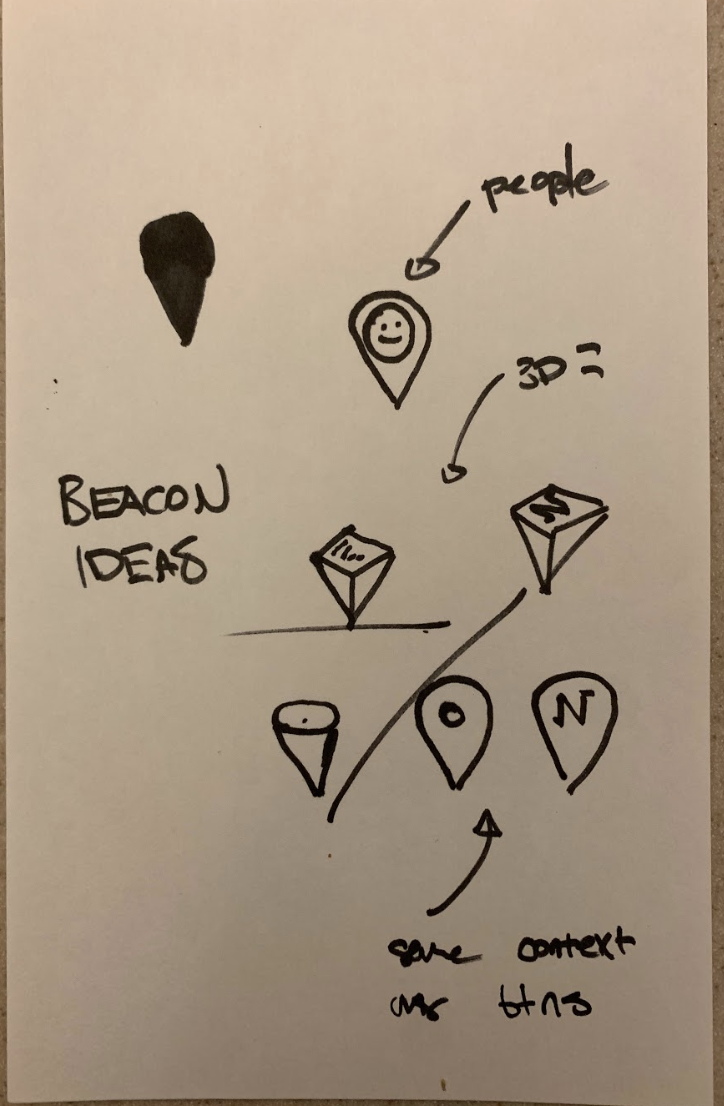 people
3D =
BEACON
IDEAS
N
N
same context
as btns